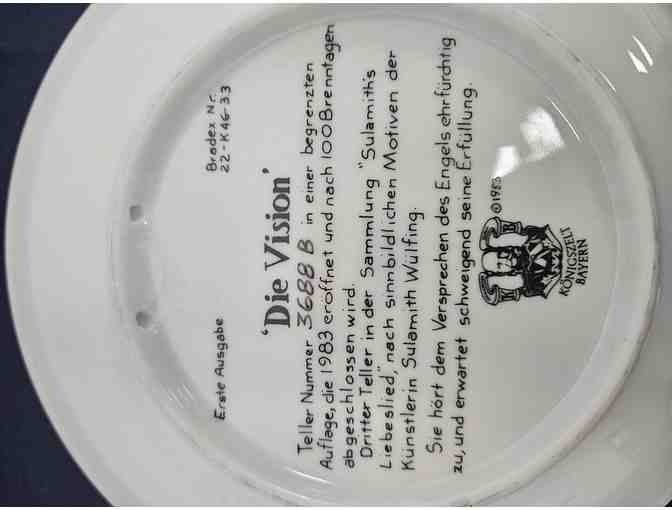 Erste Ausgabe
Bradex Nr.
22-K46-3.3
'Die Vision'
Teller Nummer 3688 B in einer begrenzten
Auflage, die 1983 eröffnet und nach 100 Brenntagen
abgeschlossen wird.
Dritter Teller in der Sammlung "Sulamith's
Liebeslied," nach sinnbildlichen Motiven der
Künstlerin Sulamith Wülfing.
Sie hört dem Versprechen des Engels ehrfürchtig
zu, und erwartet schweigend seine Erfüllung.
K B
©1983
KÖNIGSZELT
BAYERN